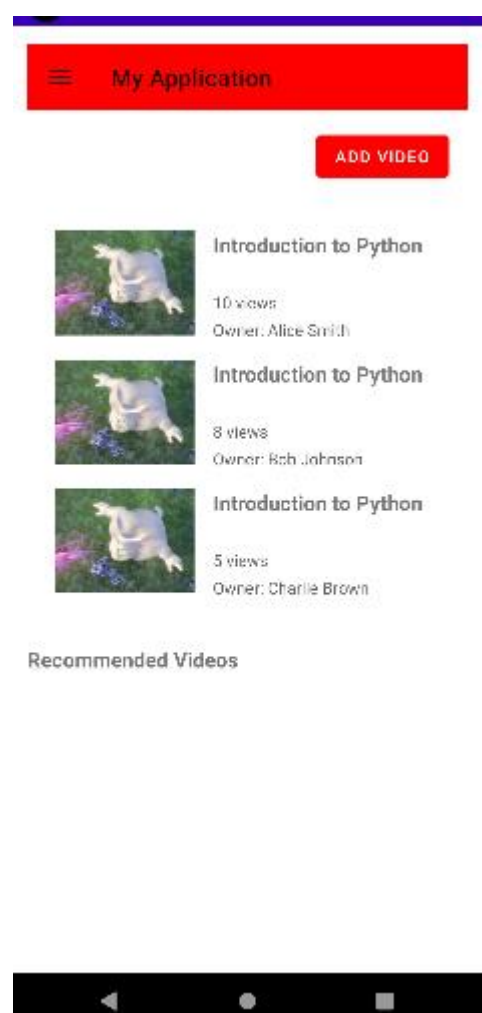 My Application
ADD VIDEO
Introduction to Python
10 views
Owner: Alice Smith
Introduction to Python
8 views
Owner: Bob Johnson
Introduction to Python
5 views
Owner: Charlie Brown
Recommended Videos